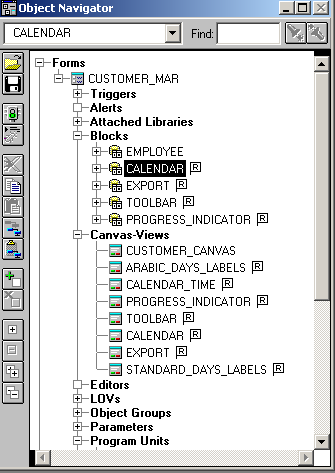 Object Navigator
CALENDAR Find:
Forms
CUSTOMER_MAR
Triggers
Alerts
Attached Libraries
Blocks
EMPLOYEE
CALENDAR R
EXPORT R
TOOLBAR R
PROGRESS_INDICATOR R
Canvas-Views
CUSTOMER_CANVAS
ARABIC_DAYS_LABELS R
CALENDAR_TIME R
PROGRESS_INDICATOR R
TOOLBAR R
CALENDAR R
EXPORT R
STANDARD_DAYS_LABELS R
Editors
LOVs
Object Groups
Parameters
Program Units